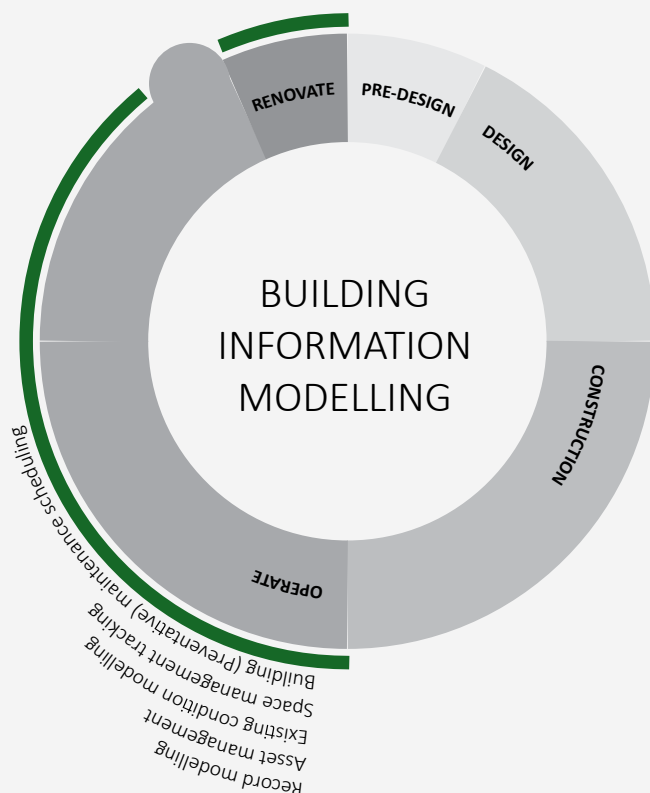 RENOVATE
PRE-DESIGN
DESIGN
CONSTRUCTION
OPERATE
BUILDING
INFORMATION
MODELLING
Building (Preventative) maintenance scheduling
Space management tracking
Existing condition modelling
Asset management
Record modelling